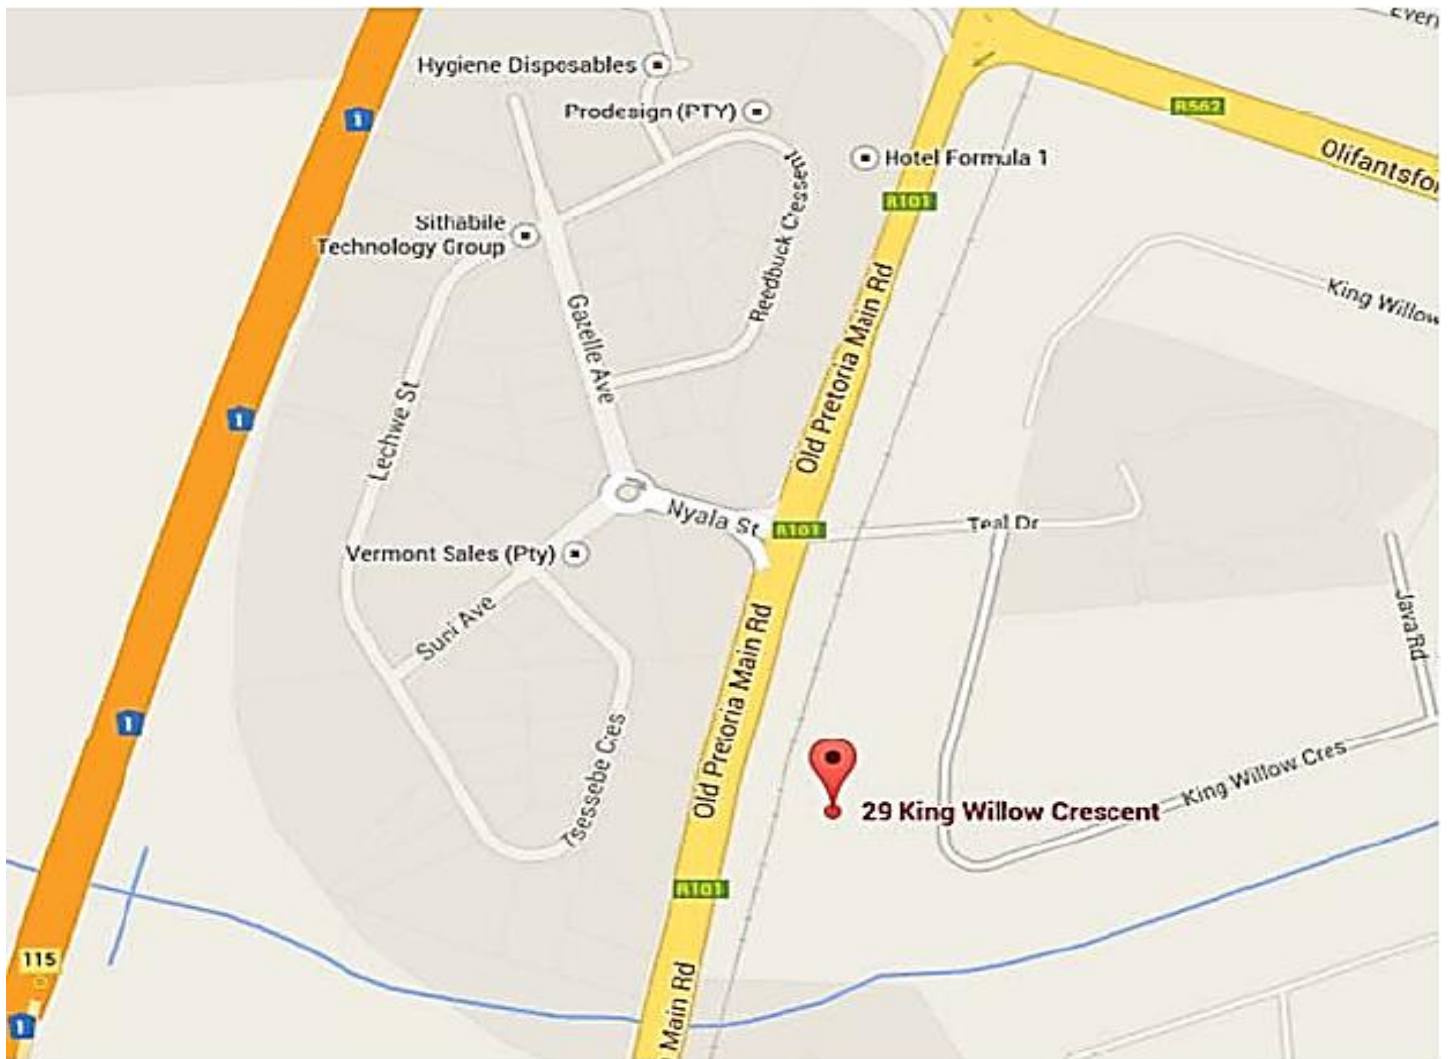 Hygiene Disposables
Prodesign (PTY)
1
R562
Olifantsfo
Hotel Formula 1
R101
Reedbuck Cressent
Sithabile
Technology Group
Old Pretoria Main Rd
King Willow
Gazelle Ave
1
Lechwe St
Nyala St
R101
Teal Dr
Vermont Sales (Pty)
Suni Ave
Java Rd
Old Pretoria Main Rd
1
Tsessebe Cres
King Willow Cres
29 King Willow Crescent
R101
115
1
Main Rd